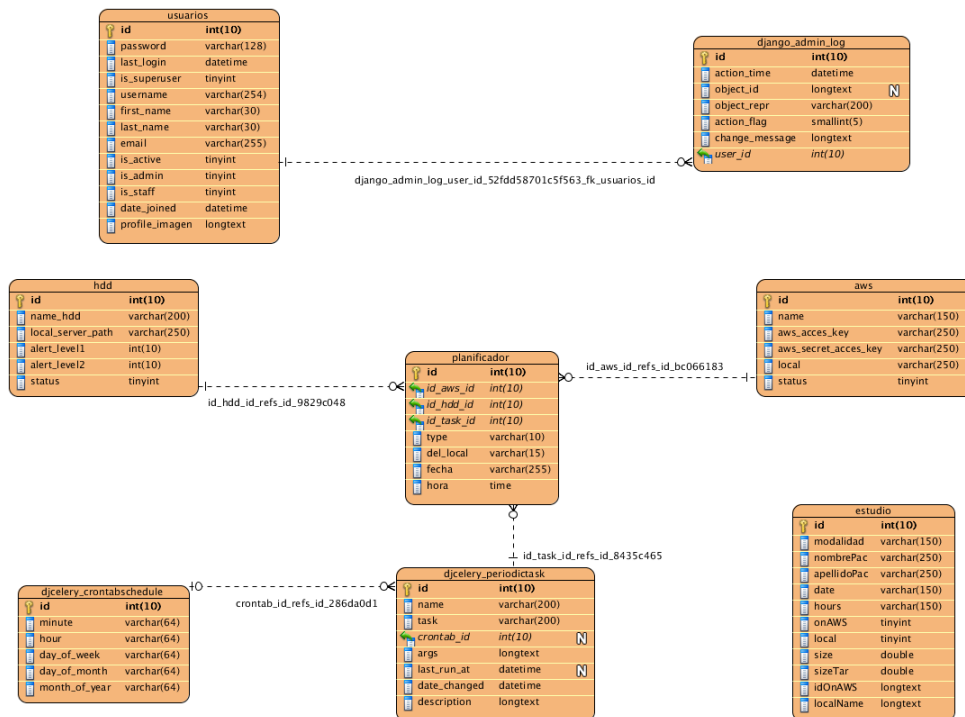 usuarios
id int(10)
password varchar(128)
last_login datetime
is_superuser tinyint
username varchar(254)
first_name varchar(30)
last_name varchar(30)
email varchar(255)
is_active tinyint
is_admin tinyint
is_staff tinyint
date_joined datetime
profile_imagen longtext
django_admin_log
id int(10)
action_time datetime
object_id longtext N
object_repr varchar(200)
action_flag smallint(5)
change_message longtext
user_id int(10)
django_admin_log_user_id_52fdd58701c5f563_fk_usuarios_id
hdd
id int(10)
name_hdd varchar(200)
local_server_path varchar(250)
alert_level1 int(10)
alert_level2 int(10)
status tinyint
id_hdd_id_refs_id_9829c048
planificador
id int(10)
id_aws_id int(10)
id_hdd_id int(10)
id_task_id int(10)
type varchar(10)
del_local varchar(15)
fecha varchar(255)
hora time
id_aws_id_refs_id_bc066183
aws
id int(10)
name varchar(150)
aws_acces_key varchar(250)
aws_secret_acces_key varchar(250)
local varchar(250)
status tinyint
id_task_id_refs_id_8435c465
djcelery_crontabschedule
id int(10)
minute varchar(64)
hour varchar(64)
day_of_week varchar(64)
day_of_month varchar(64)
month_of_year varchar(64)
crontab_id_refs_id_286da0d1
djcelery_periodictask
id int(10)
name varchar(200)
task varchar(200)
crontab_id int(10) N
args longtext
last_run_at datetime N
date_changed datetime
description longtext
estudio
id int(10)
modalidad varchar(150)
nombrePac varchar(250)
apellidoPac varchar(250)
date varchar(150)
hours varchar(150)
onAWS tinyint
local tinyint
size double
sizeTar double
idOnAWS longtext
localName longtext